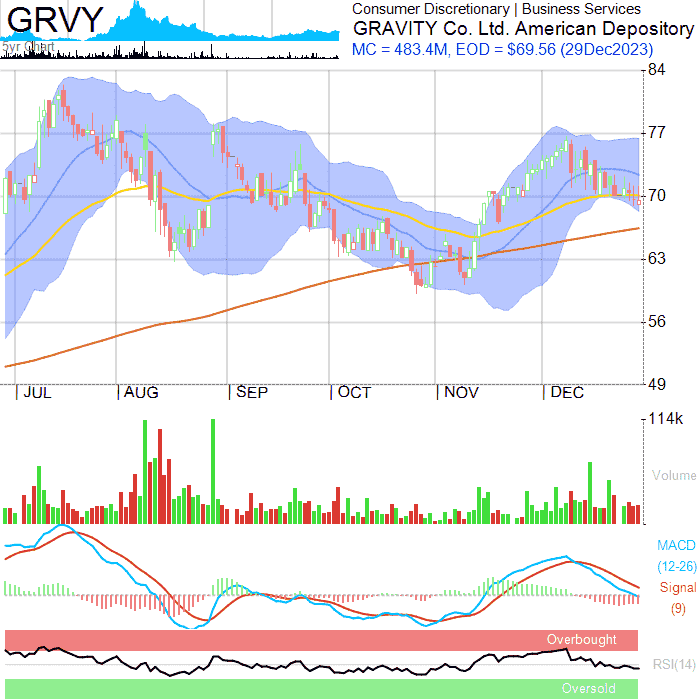 GRVY
Consumer Discretionary | Business Services
GRAVITY Co. Ltd. American Depository
MC = 483.4M, EOD = $69.56 (29Dec2023)
5yr Chart
84
77
70
63
56
49
JUL
AUG
SEP
OCT
NOV
DEC
114k
Volume
MACD
(12-26)
Signal
(9)
Overbought
RSI(14)
Oversold